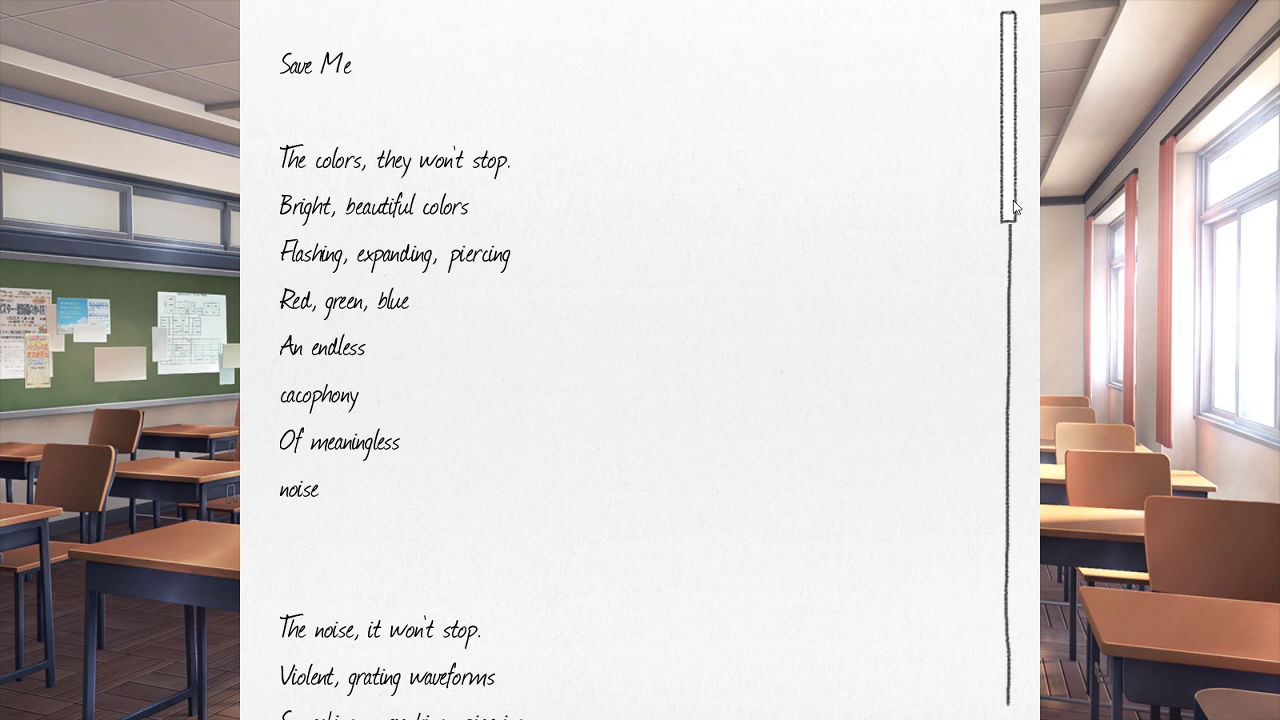 Save Me
The colors, they won't stop.
Bright, beautiful colors
Flashing, expanding, piercing
Red, green, blue
An endless
cacophony
Of meaningless
noise
The noise, it won't stop.
Violent, grating waveforms